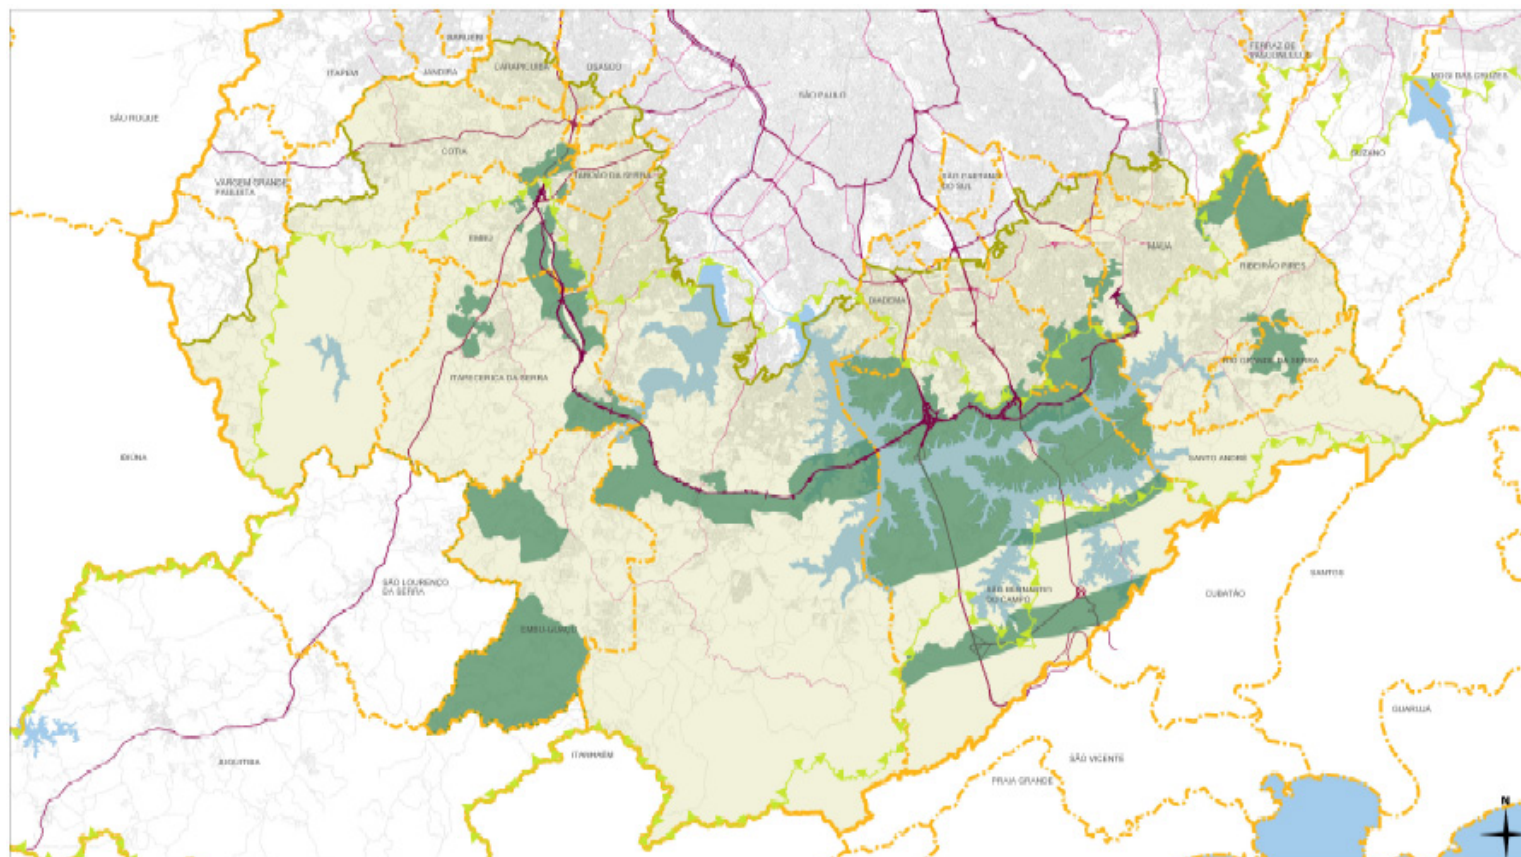 BARUERI
FERRAZ DE
VASCONCELOS
ITAPEVI
JANDIRA
CARAPICUIBA
OSASCO
MOGI DAS CRUZES
SÃO PAULO
SÃO ROQUE
COTIA
SUZANO
VARGEM GRANDE
PAULISTA
TABOÃO DA SERRA
SÃO CAETANO
DO SUL
EMBU
MAUÁ
RIBEIRÃO PIRES
DIADEMA
RIO GRANDE DA SERRA
ITAPECERICA DA SERRA
IBIÚNA
SANTO ANDRÉ
SANTOS
SÃO LOURENÇO
DA SERRA
SÃO BERNARDO
DO CAMPO
CUBATÃO
EMBU-GUAÇU
GUARUJÁ
ITANHAÉM
SÃO VICENTE
JUQUITIBA
PRAIA GRANDE
N